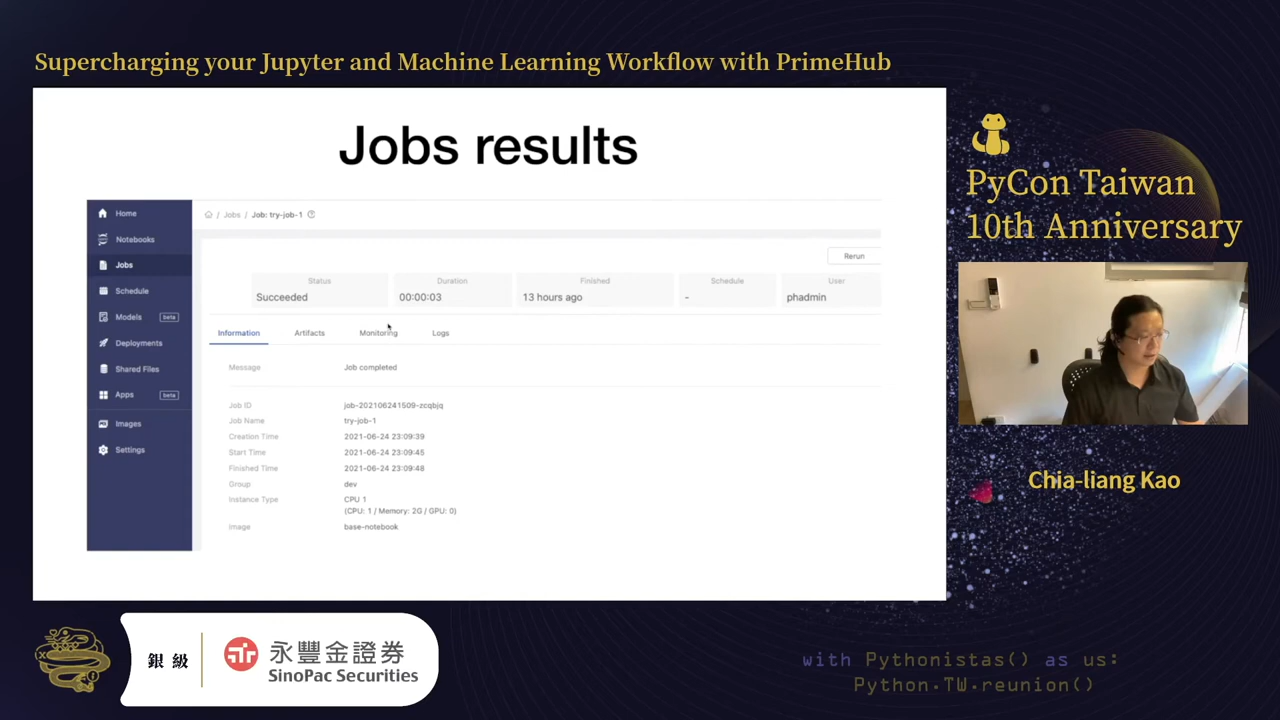 Supercharging your Jupyter and Machine Learning Workflow with PrimeHub
Jobs results
Home
Notebooks
Jobs
Schedule
Models beta
Deployments
Shared Files
Apps beta
Images
Settings
/ Jobs / Job: try-job-1
Rerun
Status
Succeeded
Duration
00:00:03
Finished
13 hours ago
Schedule
-
User
phadmin
Information Artifacts Monitoring Logs
Message Job completed
Job ID job-202106241509-zcqbjq
Job Name try-job-1
Creation Time 2021-06-24 23:09:39
Start Time 2021-06-24 23:09:45
Finished Time 2021-06-24 23:09:48
Group dev
Instance Type CPU 1
(CPU: 1 / Memory: 2G / GPU: 0)
Image base-notebook
PyCon Taiwan
10th Anniversary
Chia-liang Kao
銀級
永豐金證券
SinoPac Securities
with Pythonistas() as us:
Python.TW.reunion()